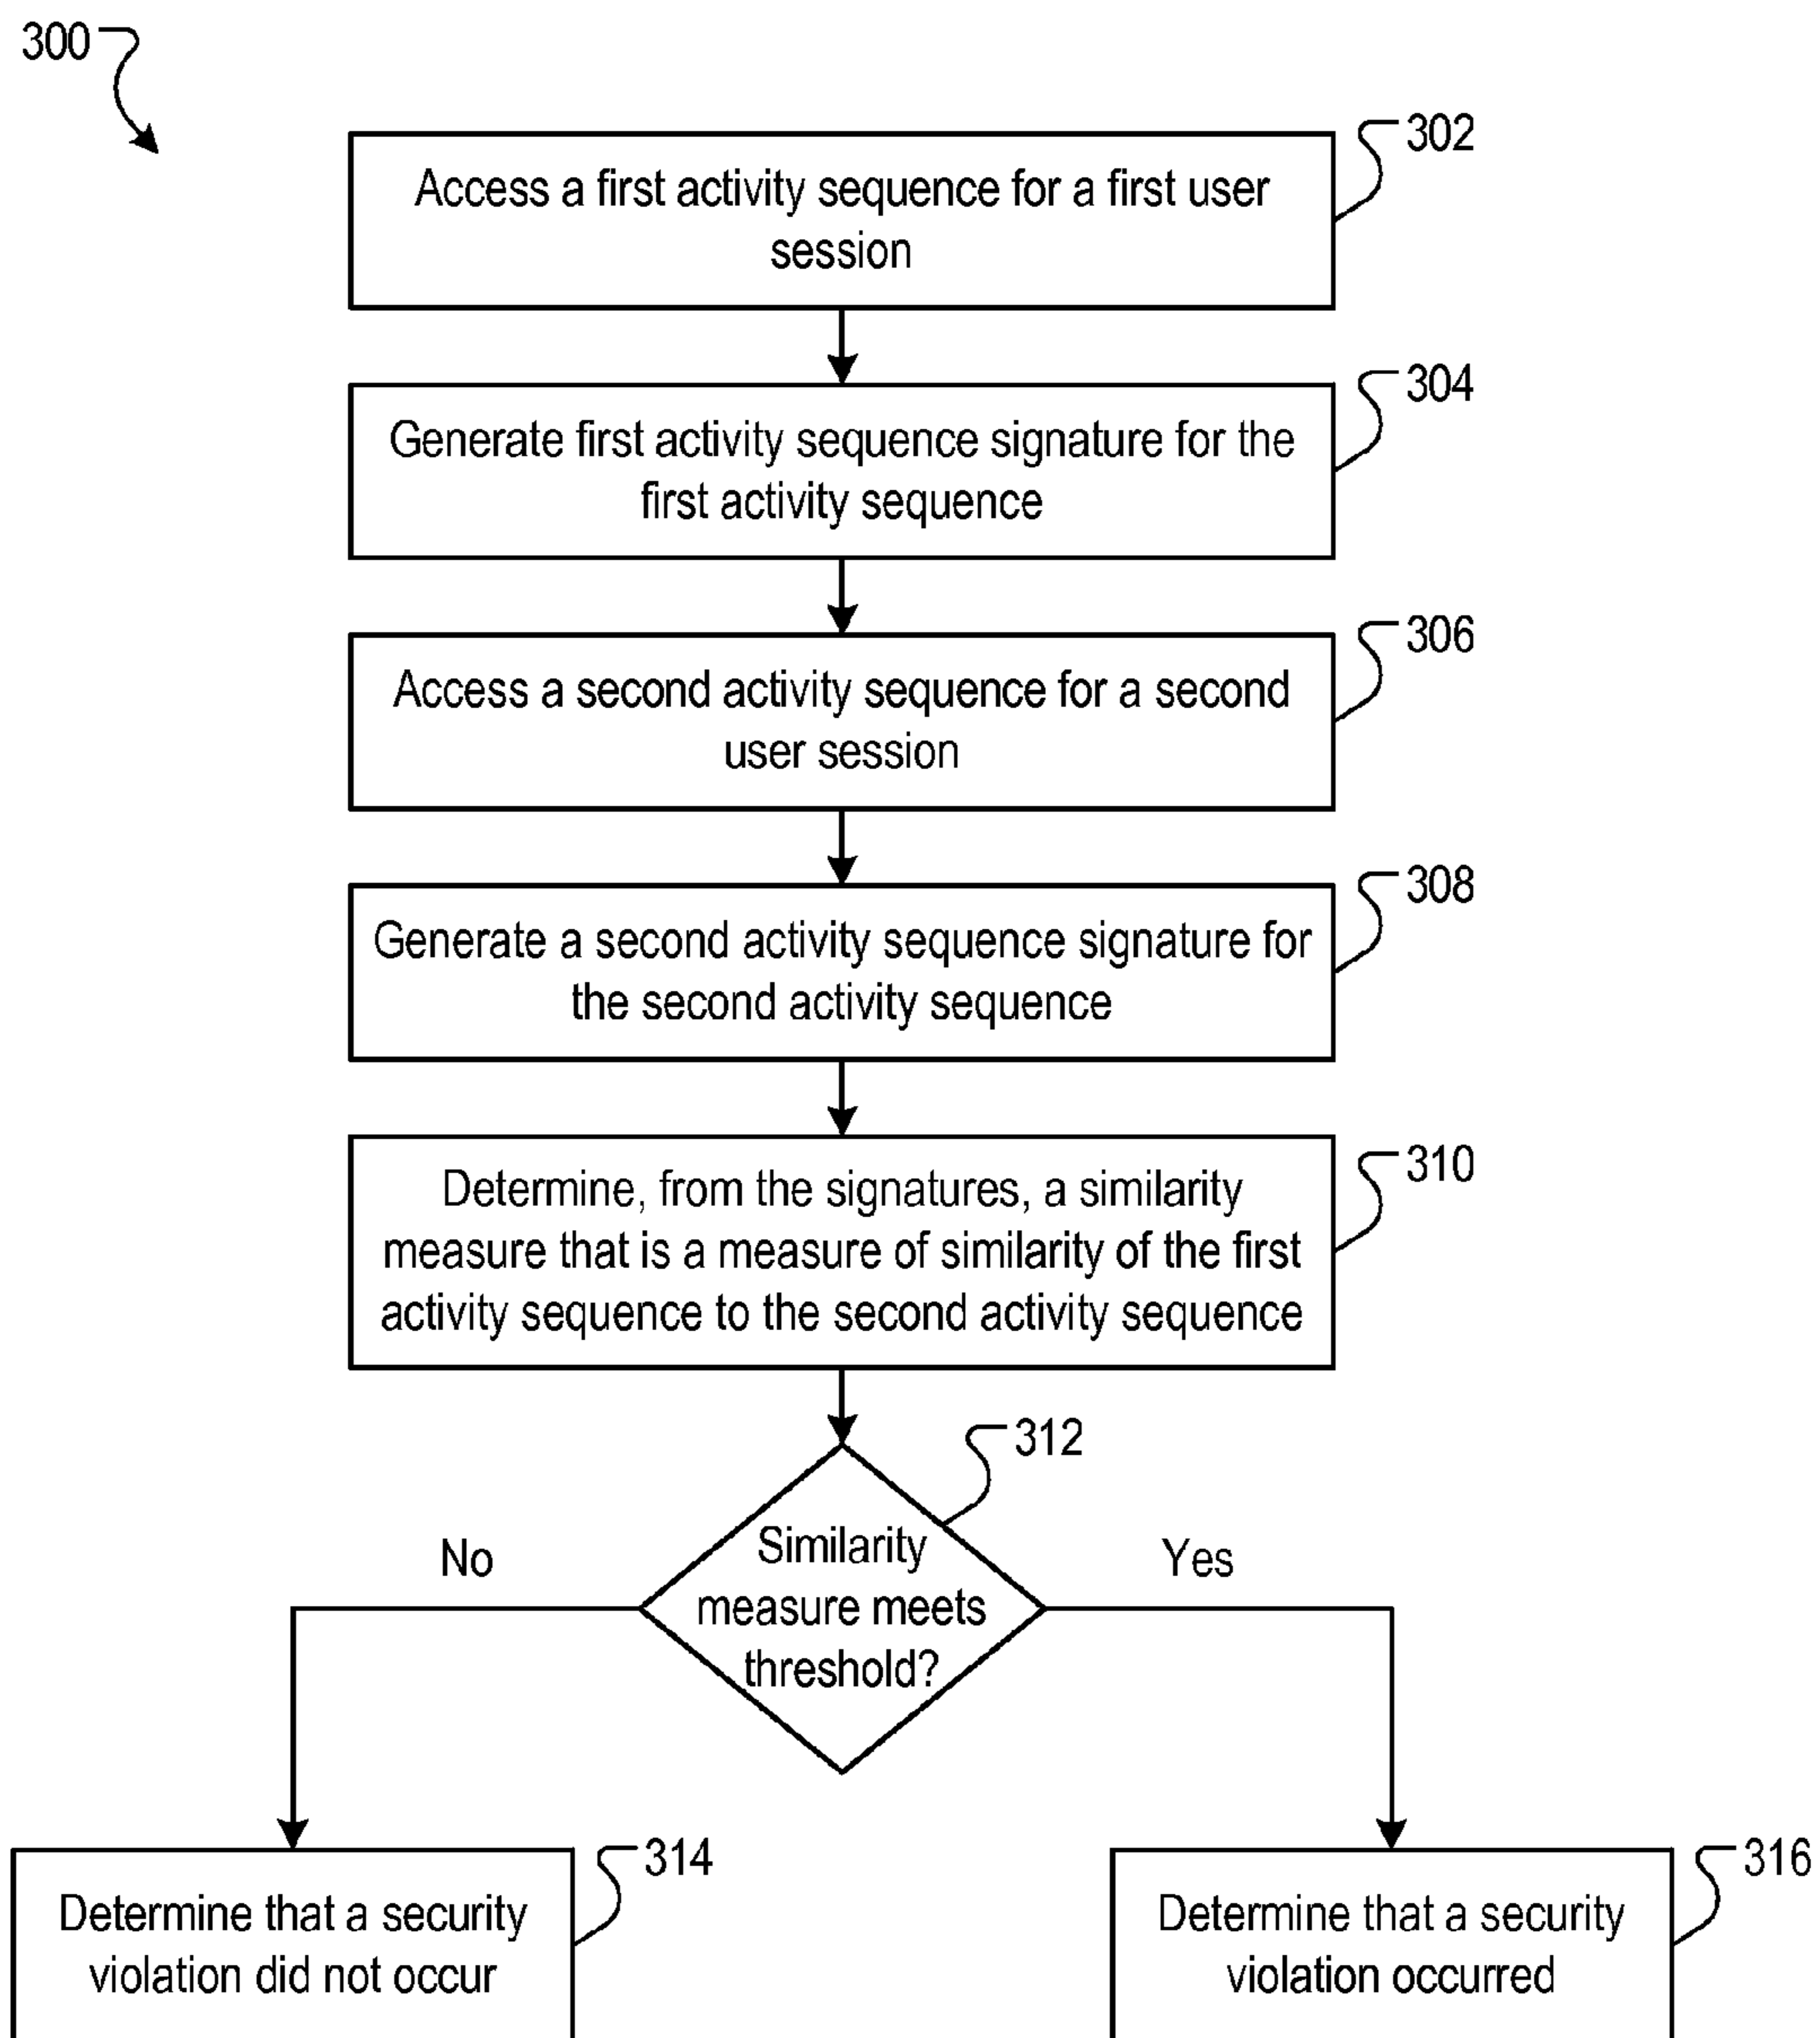 300
302
Access a first activity sequence for a first user
session
304
Generate first activity sequence signature for the
first activity sequence
306
Access a second activity sequence for a second
user session
308
Generate a second activity sequence signature for
the second activity sequence
310
Determine, from the signatures, a similarity
measure that is a measure of similarity of the first
activity sequence to the second activity sequence
312
Similarity
measure meets
threshold?
No
Yes
314
Determine that a security
violation did not occur
316
Determine that a security
violation occurred